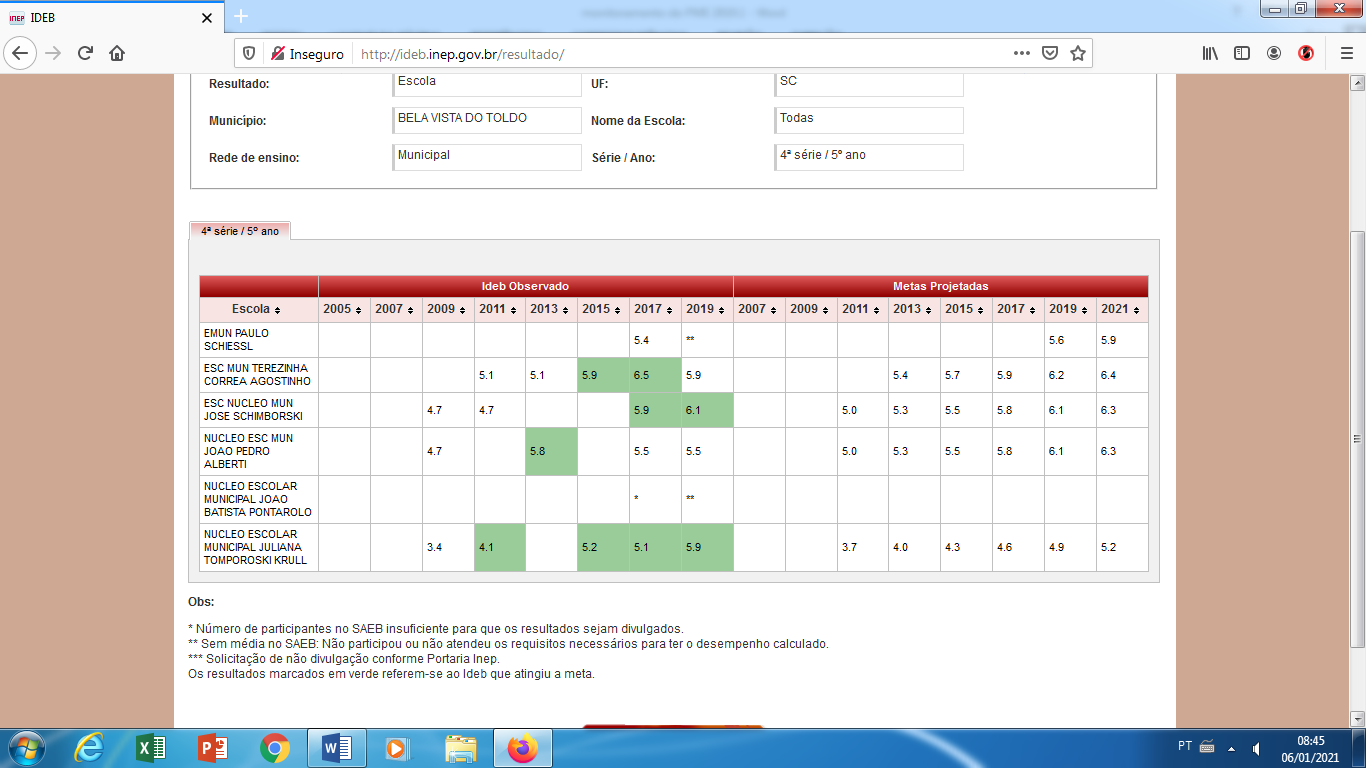 IDEB
Inseguro http://ideb.inep.gov.br/resultado/
Resultado: Escola UF: SC
Município: BELA VISTA DO TOLDO Nome da Escola: Todas
Rede de ensino: Municipal Série / Ano: 4ª série / 5º ano
4ª série / 5º ano
Ideb Observado Metas Projetadas
Escola 2005 2007 2009 2011 2013 2015 2017 2019 2007 2009 2011 2013 2015 2017 2019 2021
EMUN PAULO
SCHIESSL
5.4 ** 5.6 5.9
ESC MUN TEREZINHA
CORREA AGOSTINHO
5.1 5.1 5.9 6.5 5.9 5.4 5.7 5.9 6.2 6.4
ESC NUCLEO MUN
JOSE SCHIMBORSKI
4.7 4.7 5.9 6.1 5.0 5.3 5.5 5.8 6.1 6.3
NUCLEO ESC MUN
JOAO PEDRO
ALBERTI
4.7 5.8 5.5 5.5 5.0 5.3 5.5 5.8 6.1 6.3
NUCLEO ESCOLAR
MUNICIPAL JOAO
BATISTA PONTAROLO
* **
NUCLEO ESCOLAR
MUNICIPAL JULIANA
TOMPOROSKI KRULL
3.4 4.1 5.2 5.1 5.9 3.7 4.0 4.3 4.6 4.9 5.2
Obs:
* Número de participantes no SAEB insuficiente para que os resultados sejam divulgados.
** Sem média no SAEB: Não participou ou não atendeu os requisitos necessários para ter o desempenho calculado.
*** Solicitação de não divulgação conforme Portaria Inep.
Os resultados marcados em verde referem-se ao Ideb que atingiu a meta.
PT 08:45
06/01/2021